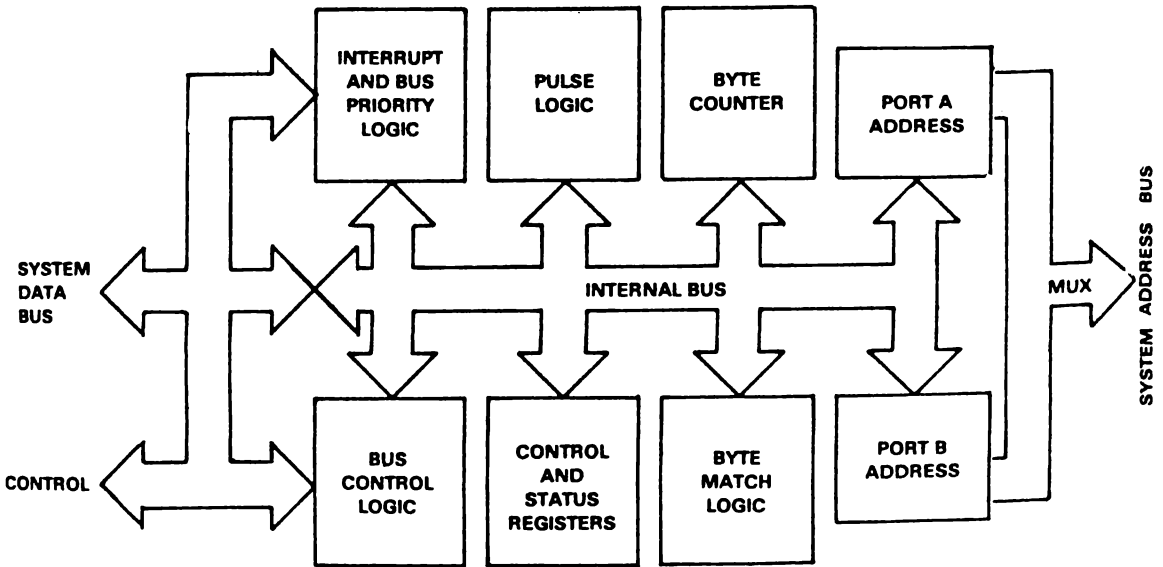 INTERRUPT
AND BUS
PRIORITY
LOGIC
PULSE
LOGIC
BYTE
COUNTER
PORT A
ADDRESS
SYSTEM
DATA
BUS
INTERNAL BUS
MUX
SYSTEM ADDRESS BUS
CONTROL
BUS
CONTROL
LOGIC
CONTROL
AND
STATUS
REGISTERS
BYTE
MATCH
LOGIC
PORT B
ADDRESS